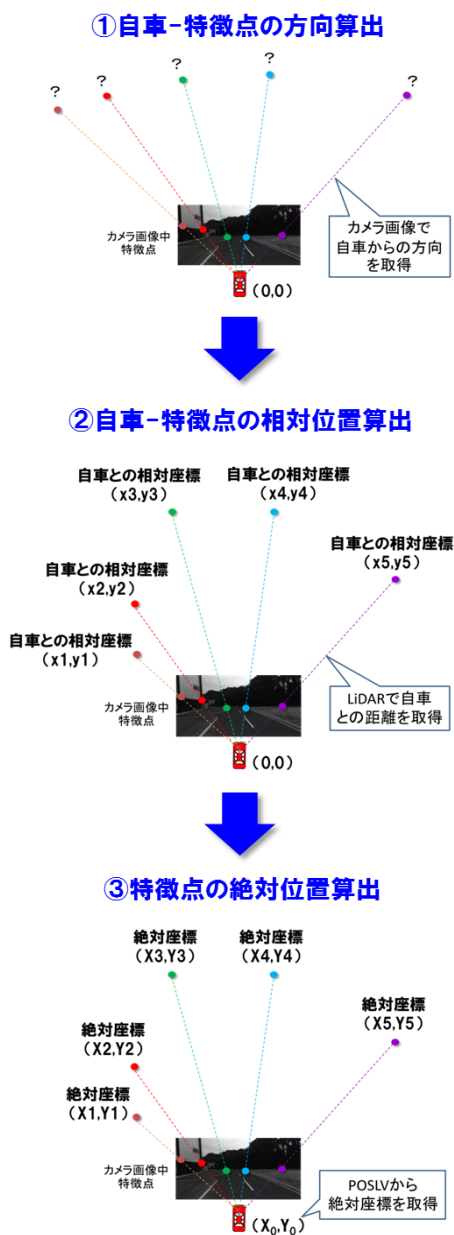 ①自車-特徴点の方向算出
?
?
?
?
?
カメラ画像中
特徴点
カメラ画像で
自車からの方向
を取得
(0,0)
②自車-特徴点の相対位置算出
自車との相対座標
(x3,y3)
自車との相対座標
(x4,y4)
自車との相対座標
(x5,y5)
自車との相対座標
(x2,y2)
自車との相対座標
(x1,y1)
カメラ画像中
特徴点
LiDARで自車
との距離を取得
(0,0)
③特徴点の絶対位置算出
絶対座標
(X3,Y3)
絶対座標
(X4,Y4)
絶対座標
(X5,Y5)
絶対座標
(X2,Y2)
絶対座標
(X1,Y1)
カメラ画像中
特徴点
POSLVから
絶対座標を取得
(X₀,Y₀)